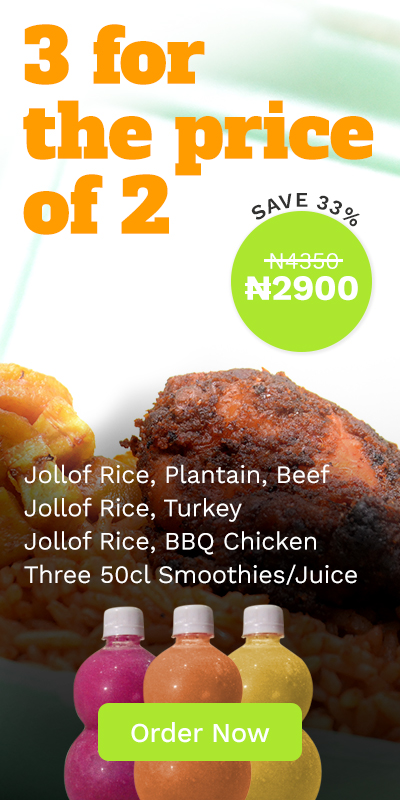 3 for
the price
of 2
SAVE 33%
₦4350
₦2900
Jollof Rice, Plantain, Beef
Jollof Rice, Turkey
Jollof Rice, BBQ Chicken
Three 50cl Smoothies/Juice
Order Now